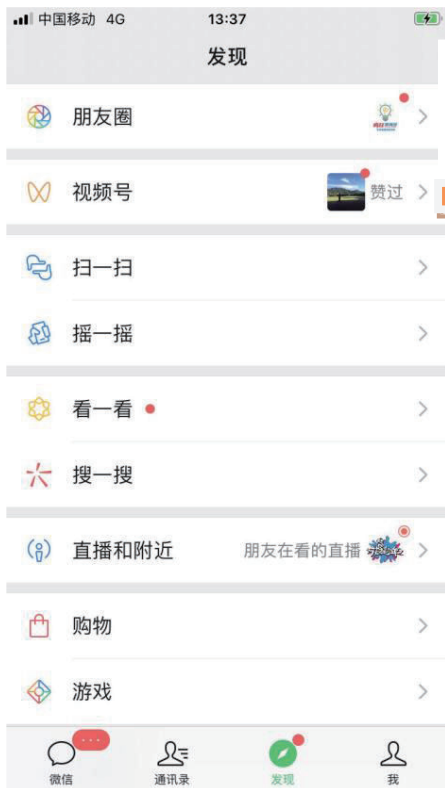 中国移动 4G 13:37
发现
朋友圈
视频号 赞过
扫一扫
摇一摇
看一看
搜一搜
直播和附近 朋友在看的直播
购物
游戏
微信 通讯录 发现 我